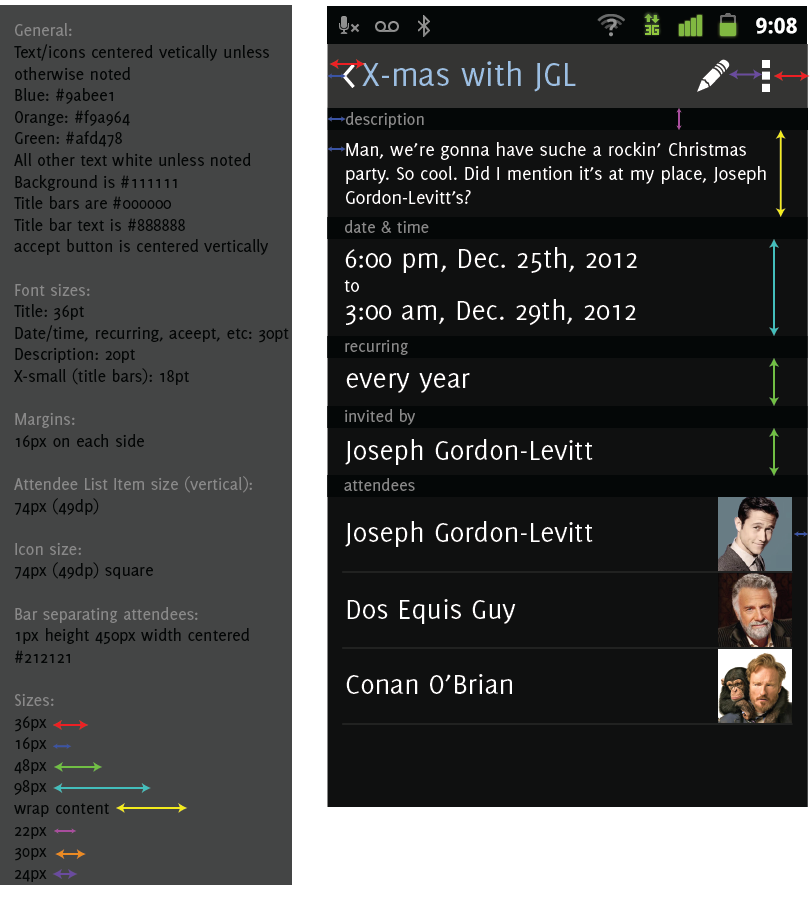 General:
Text/icons centered vetically unless
otherwise noted
Blue: #9abee1
Orange: #f9a964
Green: #afd478
All other text white unless noted
Background is #111111
Title bars are #000000
Title bar text is #888888
accept button is centered vertically
Font sizes:
Title: 36pt
Date/time, recurring, aceept, etc: 30pt
Description: 20pt
X-small (title bars): 18pt
Margins:
16px on each side
Attendee List Item size (vertical):
74px (49dp)
Icon size:
74px (49dp) square
Bar separating attendees:
1px height 450px width centered
#212121
Sizes:
36px
16px
48px
98px
wrap content
22px
30px
24px
3G
9:08
X-mas with JGL
description
Man, we're gonna have suche a rockin' Christmas
party. So cool. Did I mention it's at my place, Joseph
Gordon-Levitt's?
date & time
6:00 pm, Dec. 25th, 2012
to
3:00 am, Dec. 29th, 2012
recurring
every year
invited by
Joseph Gordon-Levitt
attendees
Joseph Gordon-Levitt
Dos Equis Guy
Conan O'Brian